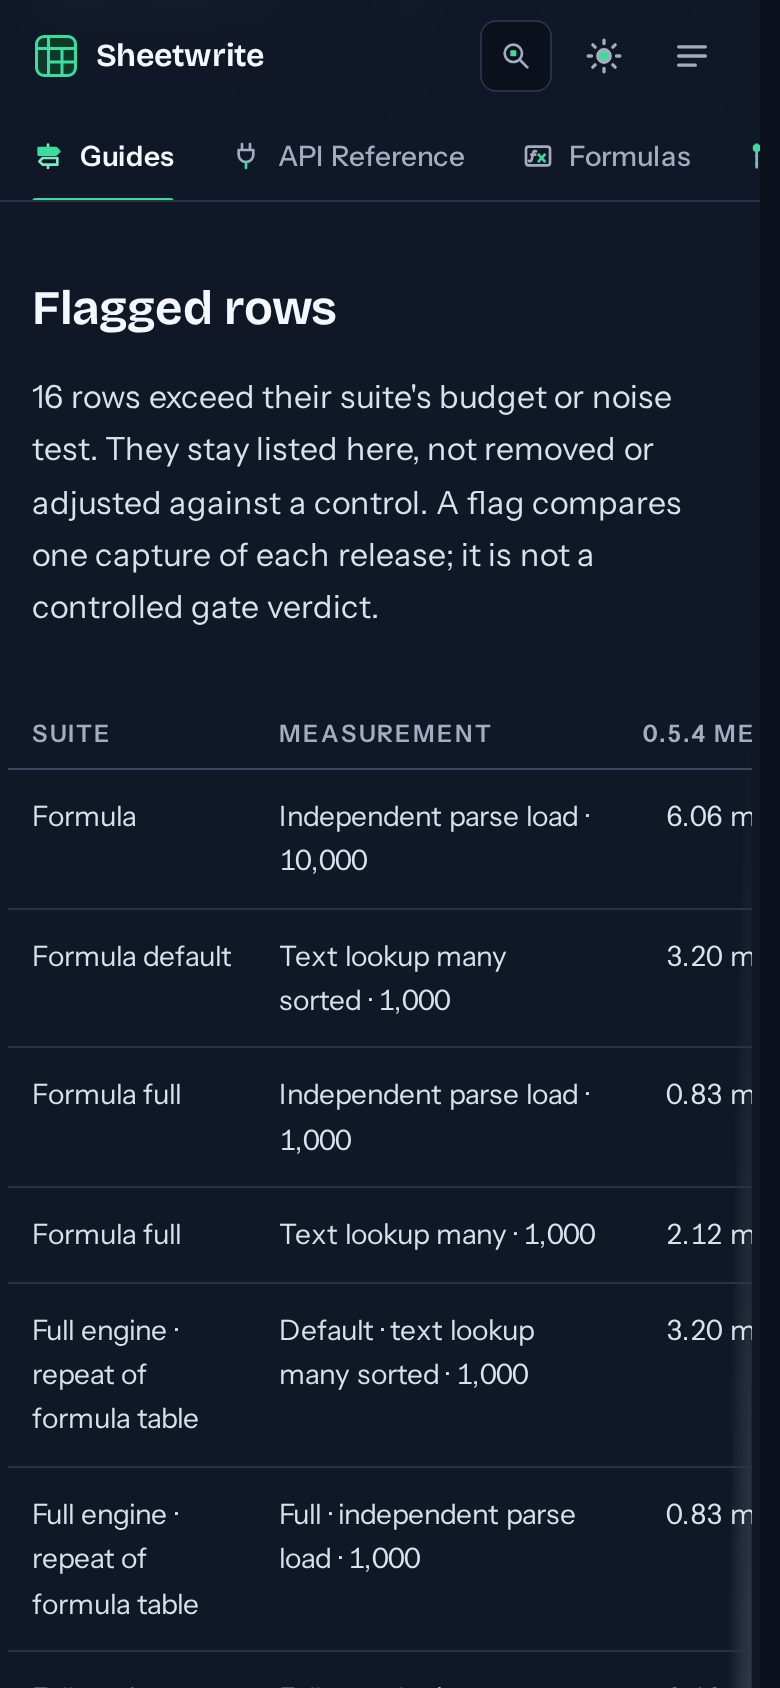 Sheetwrite
Guides
API Reference
Formulas
Flagged rows
16 rows exceed their suite's budget or noise
test. They stay listed here, not removed or
adjusted against a control. A flag compares
one capture of each release; it is not a
controlled gate verdict.
SUITE MEASUREMENT 0.5.4 ME
Formula Independent parse load · 6.06 m
10,000
Formula default Text lookup many 3.20 m
sorted · 1,000
Formula full Independent parse load · 0.83 m
1,000
Formula full Text lookup many · 1,000 2.12 m
Full engine · Default · text lookup 3.20 m
repeat of many sorted · 1,000
formula table
Full engine · Full · independent parse 0.83 m
repeat of load · 1,000
formula table